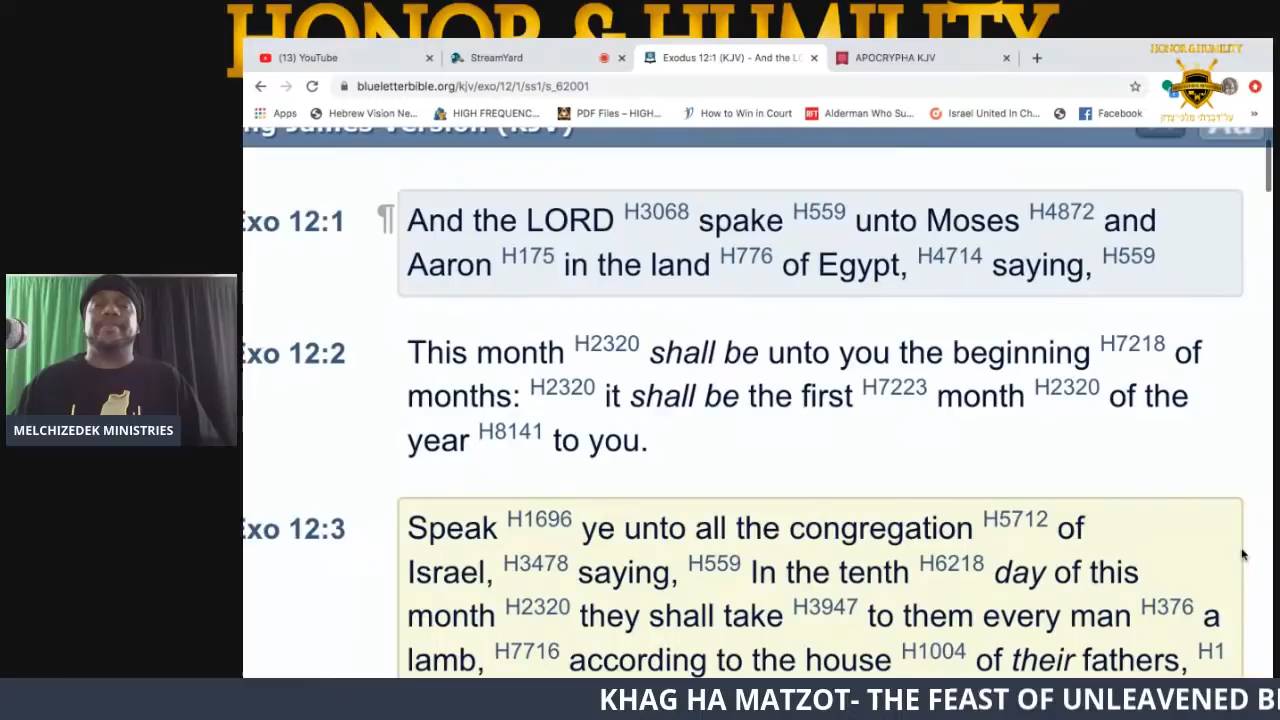 HONOR & HUMILITY
(13) YouTube
StreamYard
Exodus 12:1 (KJV) - And the LO
APOCRYPHA KJV
HONOR & HUMILITY
blueletterbible.org/kjv/exo/12/1/ss1/s_62001
Apps
Hebrew Vision Ne...
HIGH FREQUENC...
PDF Files – HIGH...
How to Win in Court
Alderman Who Su...
Israel United In Ch...
Facebook
»
King James Version (KJV)
Aa
Exo 12:1
¶ And the LORD H3068 spake H559 unto Moses H4872 and
Aaron H175 in the land H776 of Egypt, H4714 saying, H559
Exo 12:2
This month H2320 shall be unto you the beginning H7218 of
months: H2320 it shall be the first H7223 month H2320 of the
year H8141 to you.
Exo 12:3
Speak H1696 ye unto all the congregation H5712 of
Israel, H3478 saying, H559 In the tenth H6218 day of this
month H2320 they shall take H3947 to them every man H376 a
lamb, H7716 according to the house H1004 of their fathers, H1
MELCHIZEDEK MINISTRIES
KHAG HA MATZOT- THE FEAST OF UNLEAVENED B